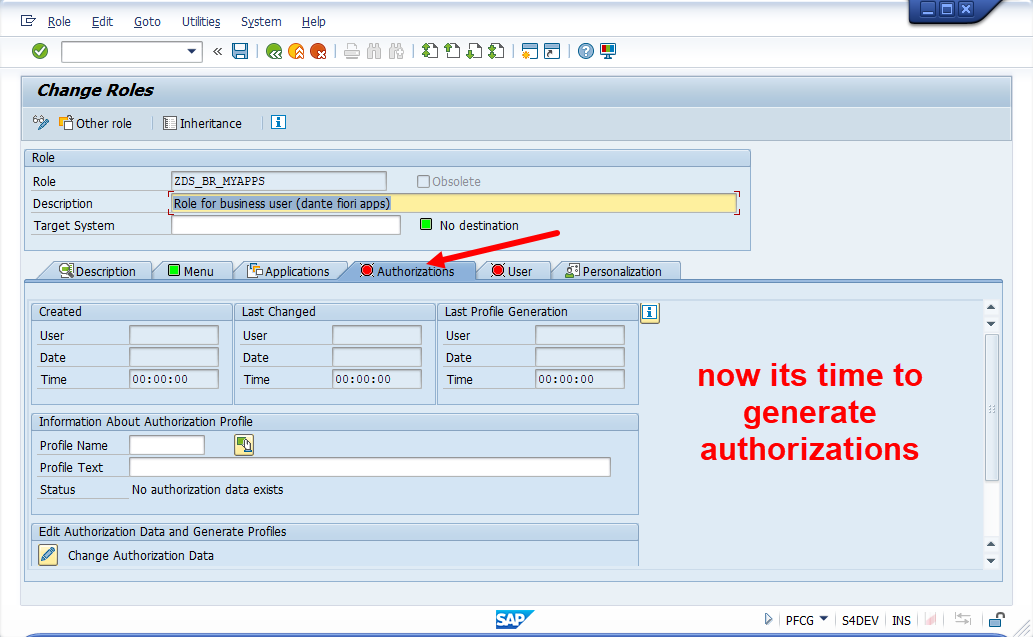 Role Edit Goto Utilities System Help
Change Roles
Other role Inheritance
Role
Role ZDS_BR_MYAPPS Obsolete
Description Role for business user (dante fiori apps)
Target System No destination
Description Menu Applications Authorizations User Personalization
Created Last Changed Last Profile Generation
User User User
Date Date Date
Time 00:00:00 Time 00:00:00 Time 00:00:00
now its time to
generate
authorizations
Information About Authorization Profile
Profile Name
Profile Text
Status No authorization data exists
Edit Authorization Data and Generate Profiles
Change Authorization Data
SAP PFCG S4DEV INS